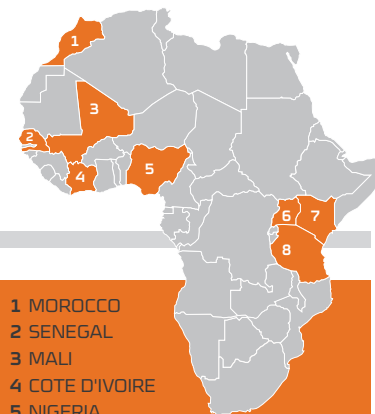 1
3
2
4
5
6 7
8
1 MOROCCO
2 SENEGAL
3 MALI
4 COTE D'IVOIRE
5 NIGERIA